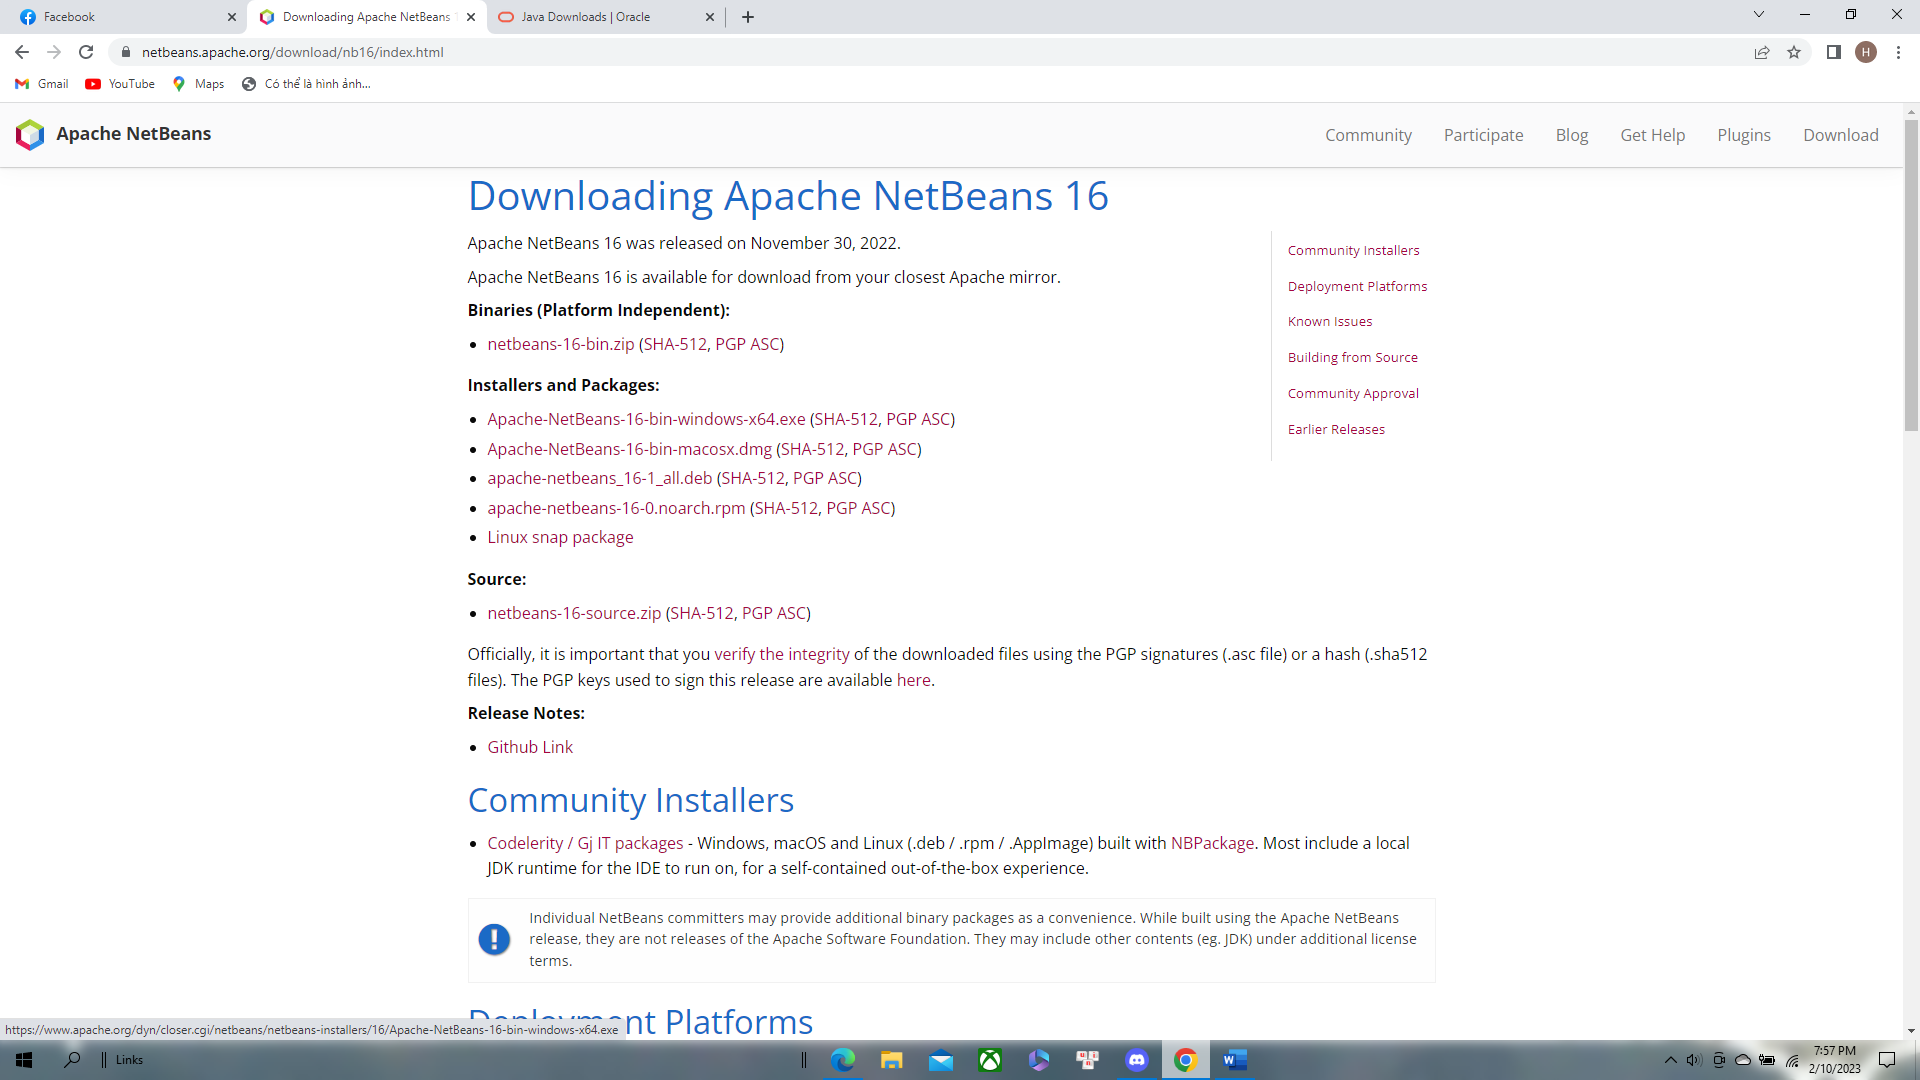 Facebook
Downloading Apache NetBeans
Java Downloads | Oracle
netbeans.apache.org/download/nb16/index.html
H
Gmail
YouTube
Maps
Có thể là hình ảnh...
Apache NetBeans
Community
Participate
Blog
Get Help
Plugins
Download
Downloading Apache NetBeans 16
Apache NetBeans 16 was released on November 30, 2022.
Apache NetBeans 16 is available for download from your closest Apache mirror.
Binaries (Platform Independent):
netbeans-16-bin.zip (SHA-512, PGP ASC)
Installers and Packages:
Apache-NetBeans-16-bin-windows-x64.exe (SHA-512, PGP ASC)
Apache-NetBeans-16-bin-macosx.dmg (SHA-512, PGP ASC)
apache-netbeans_16-1_all.deb (SHA-512, PGP ASC)
apache-netbeans-16-0.noarch.rpm (SHA-512, PGP ASC)
Linux snap package
Source:
netbeans-16-source.zip (SHA-512, PGP ASC)
Officially, it is important that you verify the integrity of the downloaded files using the PGP signatures (.asc file) or a hash (.sha512
files). The PGP keys used to sign this release are available here.
Release Notes:
Github Link
Community Installers
Deployment Platforms
Known Issues
Building from Source
Community Approval
Earlier Releases
Community Installers
Codelerity / Gj IT packages - Windows, macOS and Linux (.deb / .rpm / .AppImage) built with NBPackage. Most include a local
JDK runtime for the IDE to run on, for a self-contained out-of-the-box experience.
Individual NetBeans committers may provide additional binary packages as a convenience. While built using the Apache NetBeans
release, they are not releases of the Apache Software Foundation. They may include other contents (eg. JDK) under additional license
terms.
Deployment Platforms
https://www.apache.org/dyn/closer.cgi/netbeans/netbeans-installers/16/Apache-NetBeans-16-bin-windows-x64.exe
Links
7:57 PM
2/10/2023